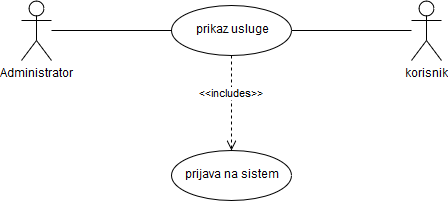 prikaz usluge
Administrator
korisnik
<<includes>>
prijava na sistem